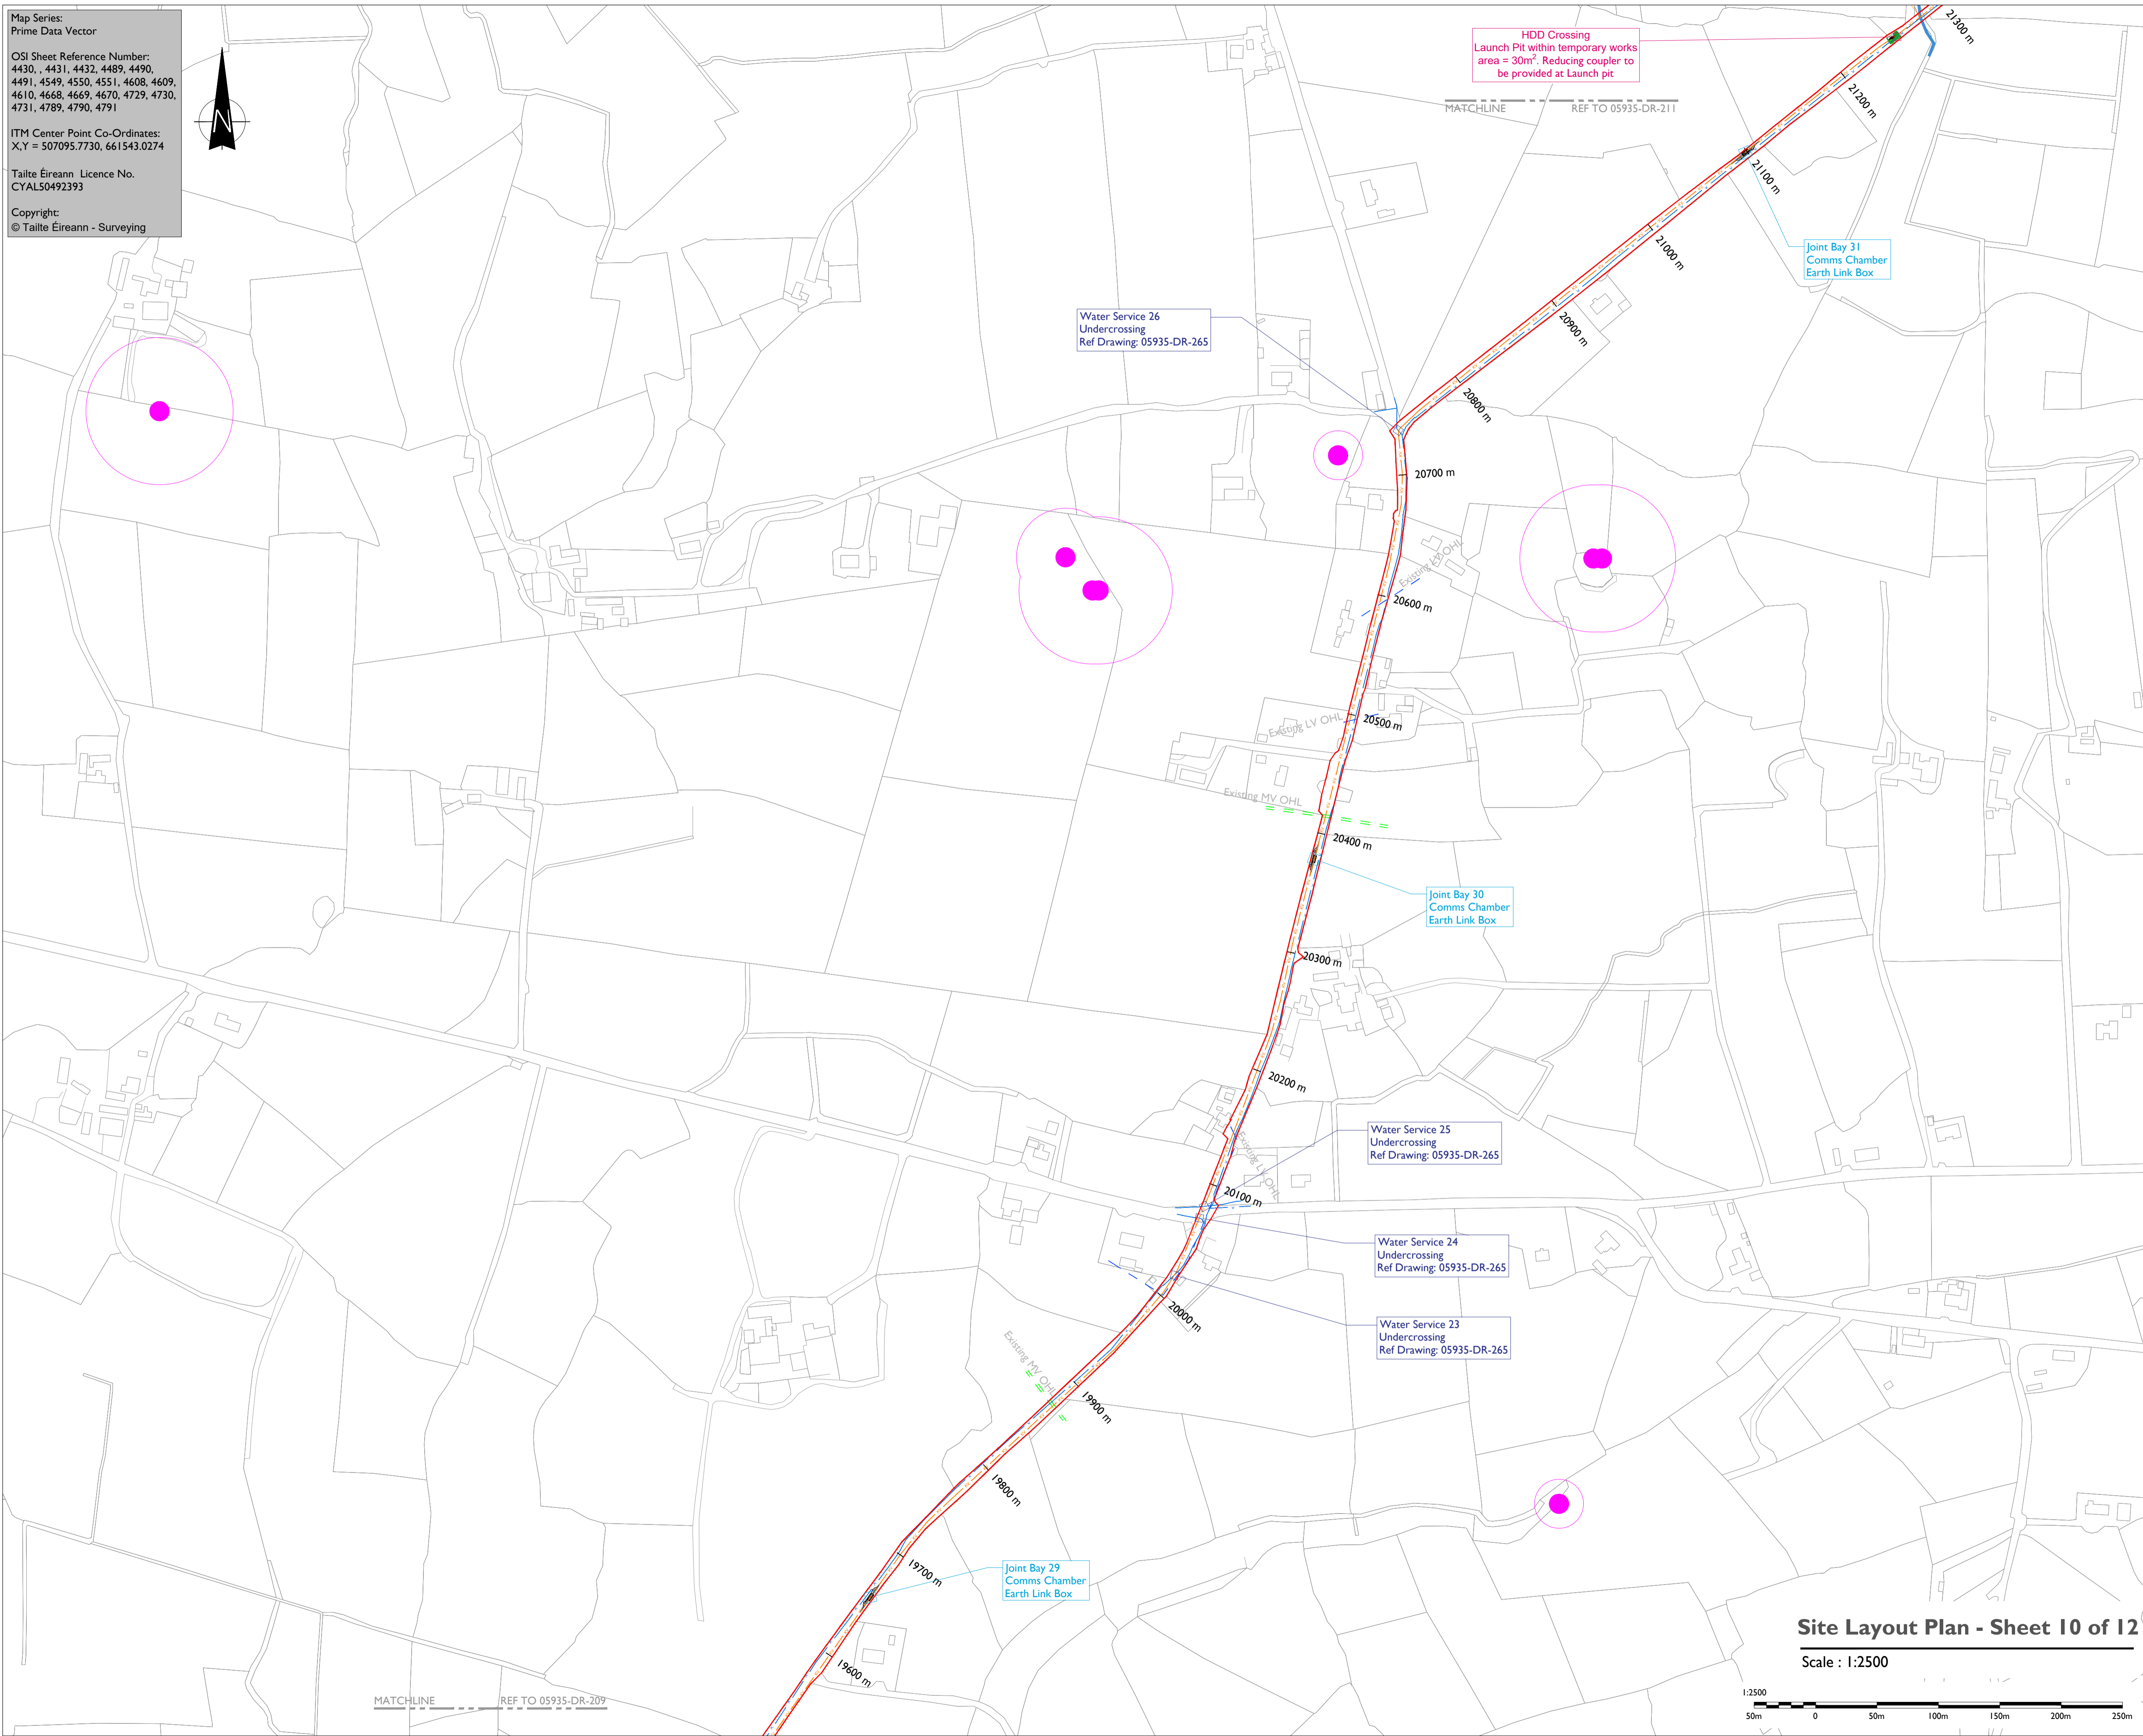 Map Series:
Prime Data Vector
OSI Sheet Reference Number:
4430, , 4431, 4432, 4489, 4490,
4491, 4549, 4550, 4551, 4608, 4609,
4610, 4668, 4669, 4670, 4729, 4730,
4731, 4789, 4790, 4791
ITM Center Point Co-Ordinates:
X,Y = 507095.7730, 661543.0274
Tailte Éireann Licence No.
CYAL50492393
Copyright:
© Tailte Éireann - Surveying
N
HDD Crossing
Launch Pit within temporary works
area = 30m². Reducing coupler to
be provided at Launch pit
MATCHLINE REF TO 05935-DR-211
21300 m
21200 m
21100 m
Joint Bay 31
Comms Chamber
Earth Link Box
21000 m
20900 m
Water Service 26
Undercrossing
Ref Drawing: 05935-DR-265
20800 m
20700 m
Existing LV OHL
20600 m
Existing LV OHL
20500 m
Existing MV OHL
20400 m
Joint Bay 30
Comms Chamber
Earth Link Box
20300 m
20200 m
Water Service 25
Undercrossing
Ref Drawing: 05935-DR-265
Existing LV OHL
20100 m
Water Service 24
Undercrossing
Ref Drawing: 05935-DR-265
20000 m
Water Service 23
Undercrossing
Ref Drawing: 05935-DR-265
Existing MV OHL
19900 m
19800 m
19700 m
Joint Bay 29
Comms Chamber
Earth Link Box
19600 m
MATCHLINE REF TO 05935-DR-209
Site Layout Plan - Sheet 10 of 12
Scale : 1:2500
1:2500
50m 0 50m 100m 150m 200m 250m